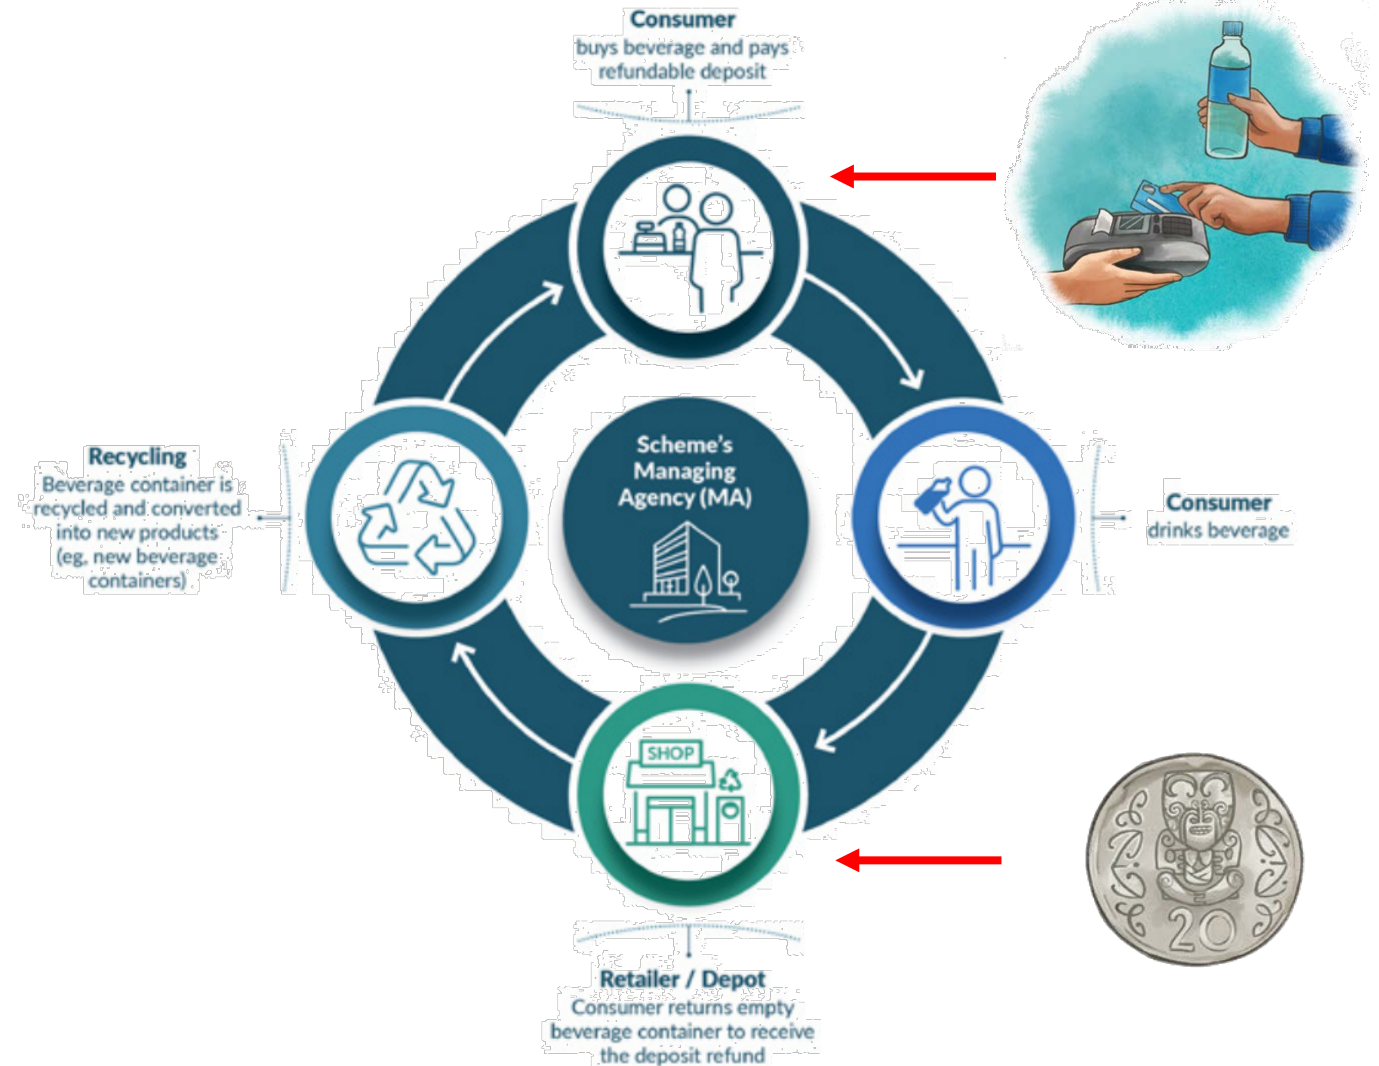 Consumer
buys beverage and pays
refundable deposit
Scheme's
Managing
Agency (MA)
Recycling
Beverage container is
recycled and converted
into new products
(eg, new beverage
containers)
Consumer
drinks beverage
SHOP
20
Retailer / Depot
Consumer returns empty
beverage container to receive
the deposit refund